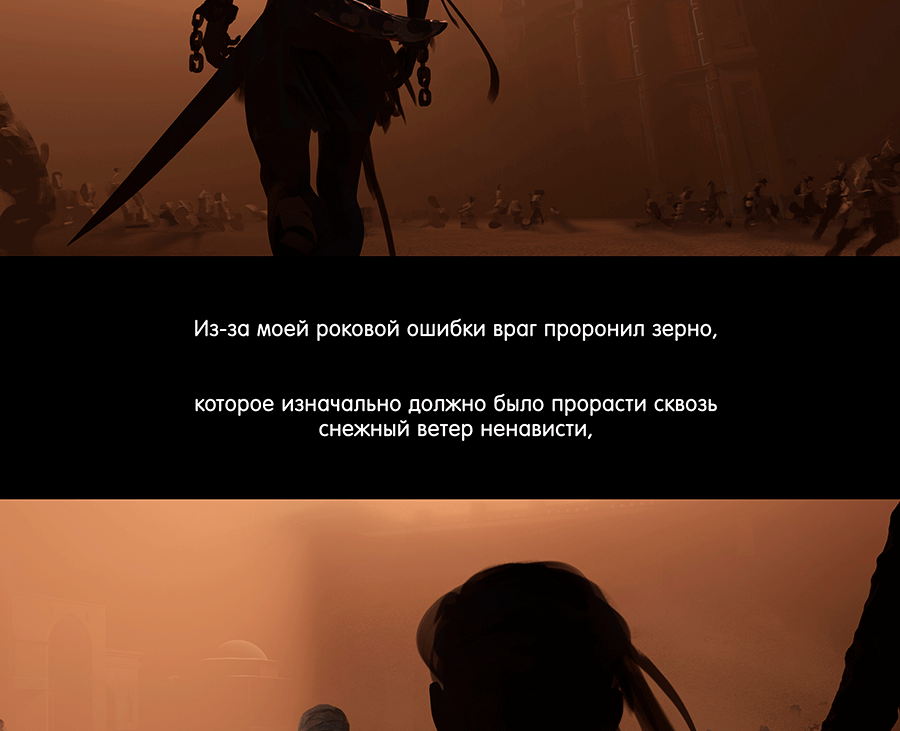 Из-за моей роковой ошибки враг проронил зерно,
которое изначально должно было прорасти сквозь
снежный ветер ненависти,